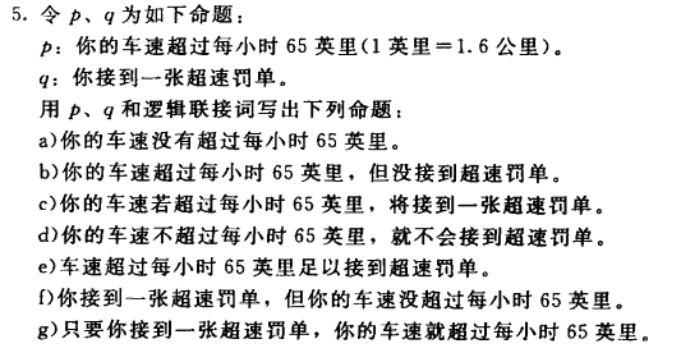 5. 令 p、q 为如下命题：
p：你的车速超过每小时 65 英里(1 英里＝1.6 公里)。
q：你接到一张超速罚单。
用 p、q 和逻辑联接词写出下列命题：
a)你的车速没有超过每小时 65 英里。
b)你的车速超过每小时 65 英里，但没接到超速罚单。
c)你的车速若超过每小时 65 英里，将接到一张超速罚单。
d)你的车速不超过每小时 65 英里，就不会接到超速罚单。
e)车速超过每小时 65 英里足以接到超速罚单。
f)你接到一张超速罚单，但你的车速没超过每小时 65 英里。
g)只要你接到一张超速罚单，你的车速就超过每小时 65 英里。